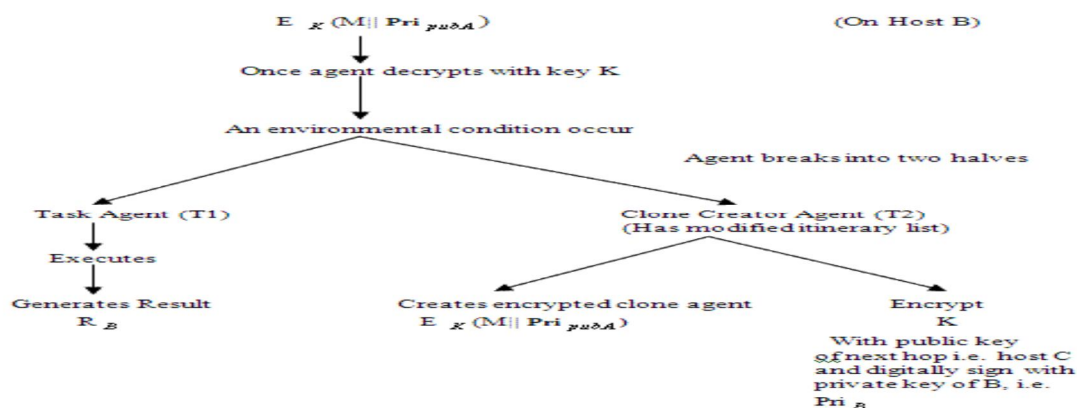 E K (M|| Pri pubA)
(On Host B)
Once agent decrypts with key K
An environmental condition occur
Agent breaks into two halves
Task Agent (T1)
Clone Creator Agent (T2)
(Has modified itinerary list)
Executes
Generates Result
R B
Creates encrypted clone agent
E K (M|| Pri pubA)
Encrypt
K
With public key
of next hop i.e. host C
and digitally sign with
private key of B, i.e.
Pri B